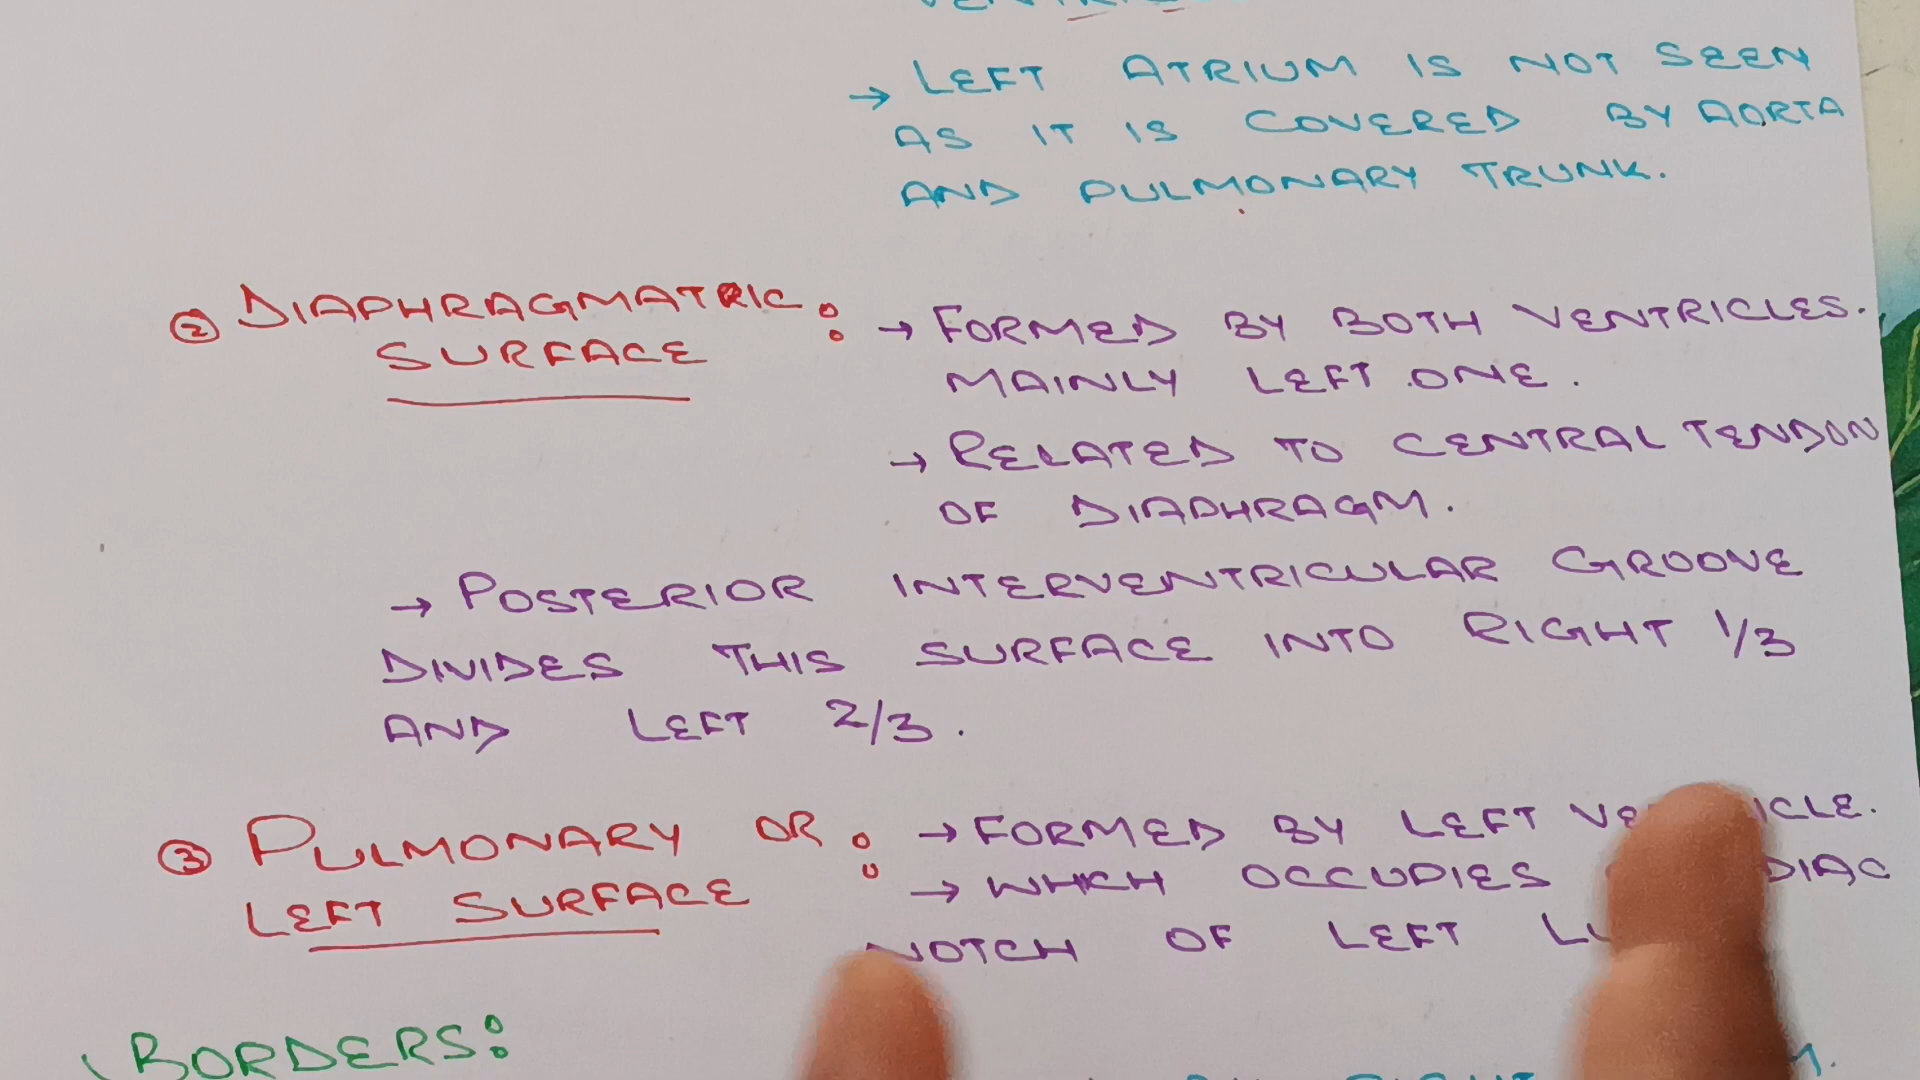 → LEFT ATRIUM IS NOT SEEN
AS IT IS COVERED BY AORTA
AND PULMONARY TRUNK.
② DIAPHRAGMATRIC :
SURFACE
→ FORMED BY BOTH VENTRICLES.
MAINLY LEFT ONE.
→ RELATED TO CENTRAL TENDON
OF DIAPHRAGM.
→ POSTERIOR INTERVENTRICULAR GROOVE
DIVIDES THIS SURFACE INTO RIGHT 1/3
AND LEFT 2/3.
③ PULMONARY OR :
LEFT SURFACE
→ FORMED BY LEFT
→ WHICH OCCUPIES
NOTCH OF LEFT
BORDERS: